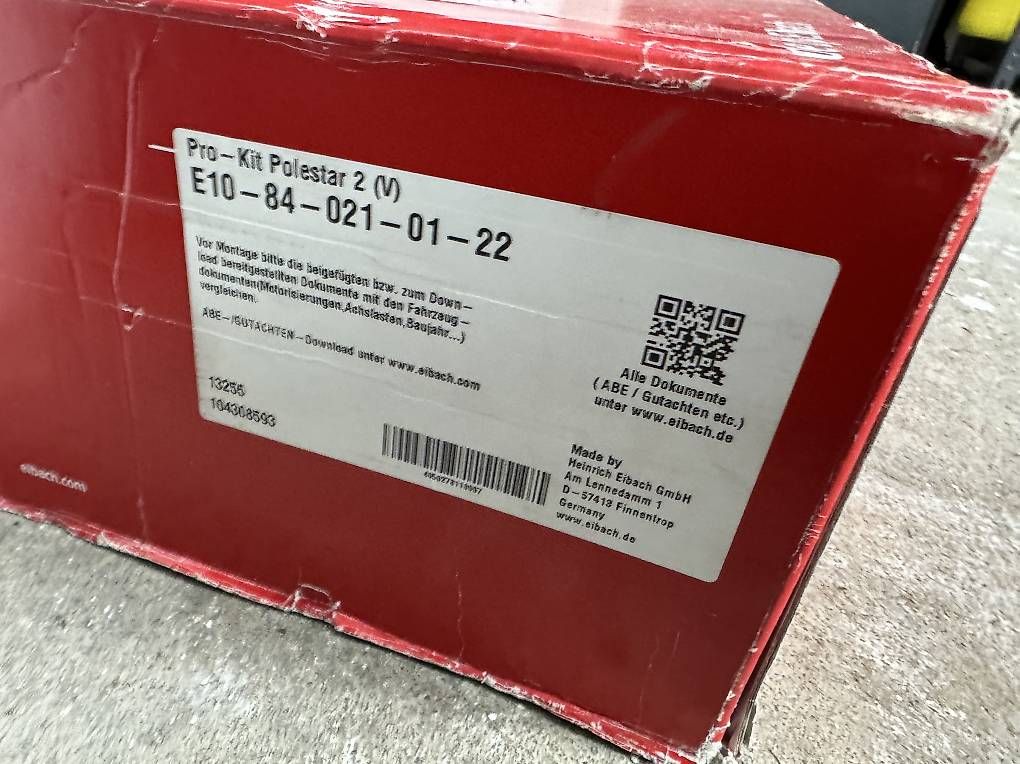 Pro-Kit Polestar 2 (V)
E10-84-021-01-22
Vor Montage bitte die beigefügten bzw. zum Down-
load bereitgestellten Dokumente mit den Fahrzeug-
dokumenten(Motorisierungen,Achslasten,Baujahr...)
vergleichen.
ABE-/GUTACHTEN-Download unter www.eibach.com
13256
104308593
Alle Dokumente
(ABE / Gutachten etc.)
unter www.eibach.de
Made by
Heinrich Eibach GmbH
Am Lennedamm 1
D-57413 Finnentrop
Germany
www.eibach.de
eibach.com